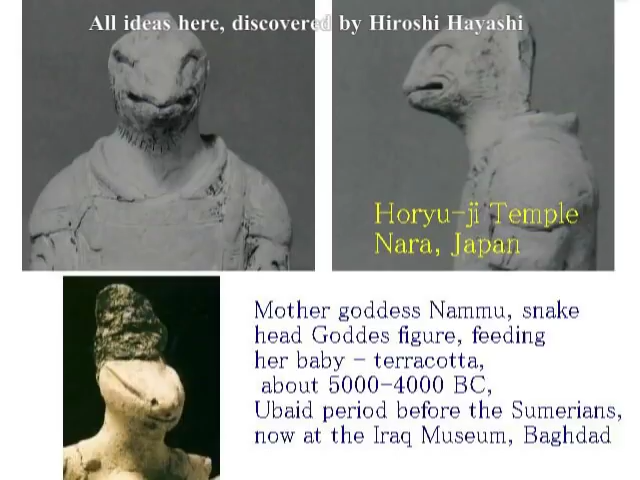 All ideas here, discovered by Hiroshi Hayashi
Horyu-ji Temple
Nara, Japan
Mother goddess Nammu, snake
head Goddes figure, feeding
her baby - terracotta,
about 5000-4000 BC,
Ubaid period before the Sumerians,
now at the Iraq Museum, Baghdad